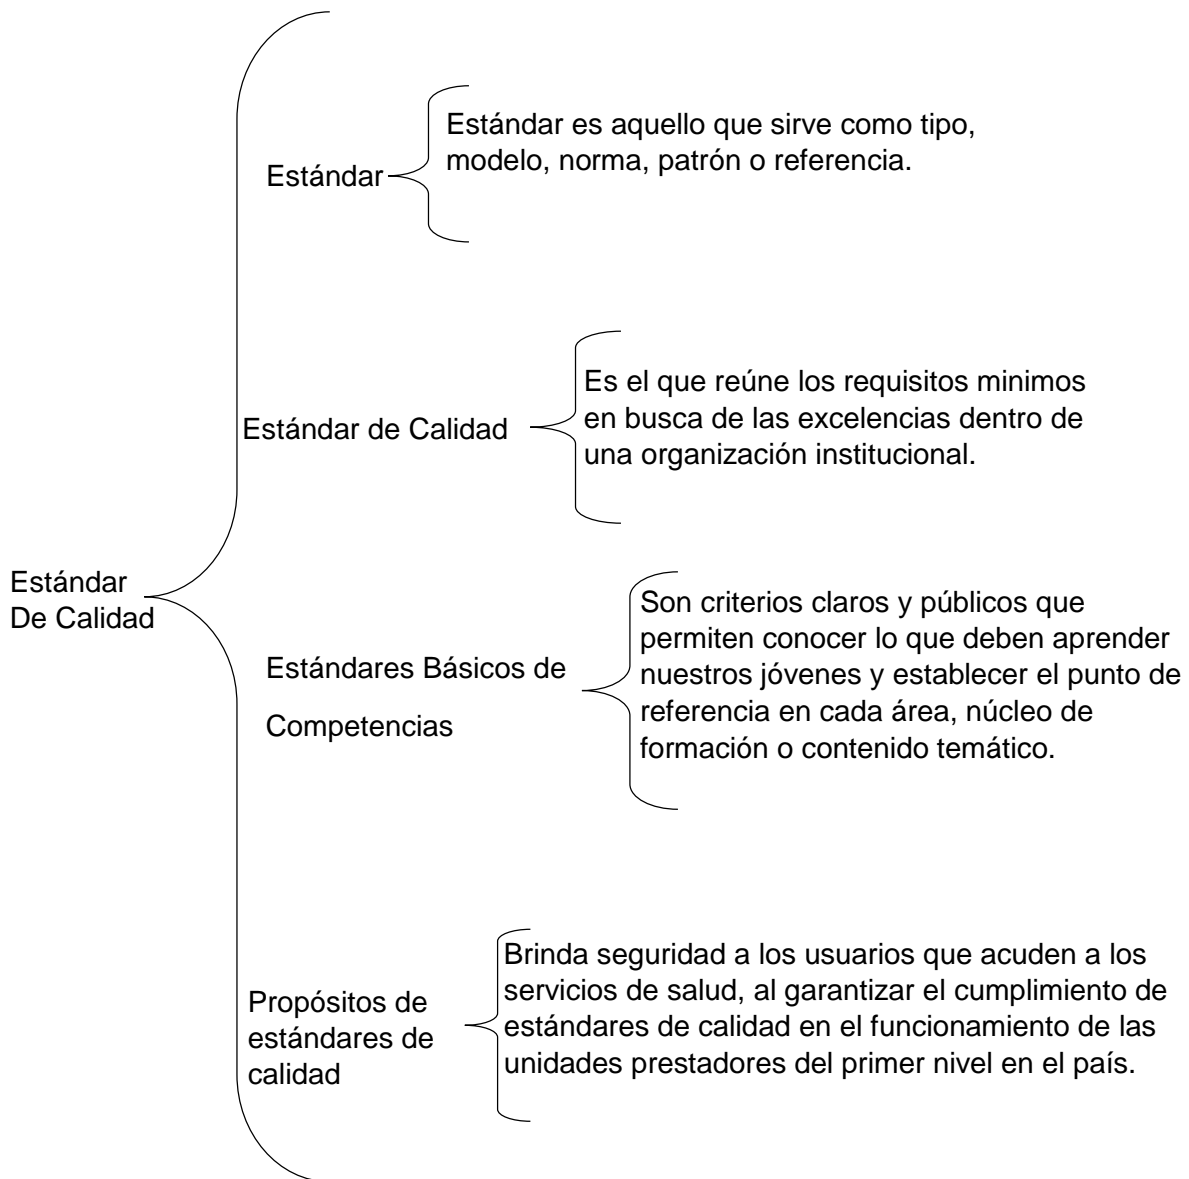 Estándar
De Calidad
Estándar
Estándar es aquello que sirve como tipo,
modelo, norma, patrón o referencia.
Estándar de Calidad
Es el que reúne los requisitos minimos
en busca de las excelencias dentro de
una organización institucional.
Estándares Básicos de
Competencias
Son criterios claros y públicos que
permiten conocer lo que deben aprender
nuestros jóvenes y establecer el punto de
referencia en cada área, núcleo de
formación o contenido temático.
Propósitos de
estándares de
calidad
Brinda seguridad a los usuarios que acuden a los
servicios de salud, al garantizar el cumplimiento de
estándares de calidad en el funcionamiento de las
unidades prestadores del primer nivel en el país.